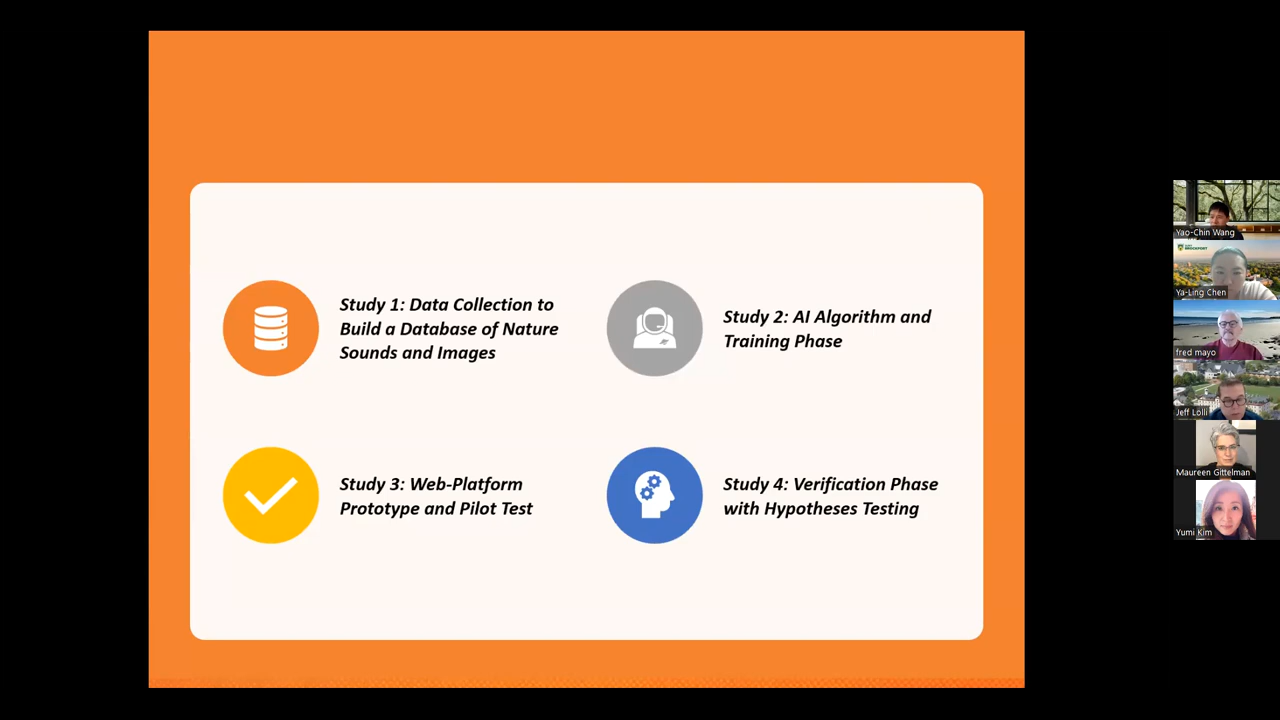 Study 1: Data Collection to
Build a Database of Nature
Sounds and Images
Study 2: AI Algorithm and
Training Phase
Study 3: Web-Platform
Prototype and Pilot Test
Study 4: Verification Phase
with Hypotheses Testing
Yao-Chin Wang
BROCKPORT
Ya-Ling Chen
fred mayo
Jeff Lolli
Maureen Gittelman
Yumi Kim